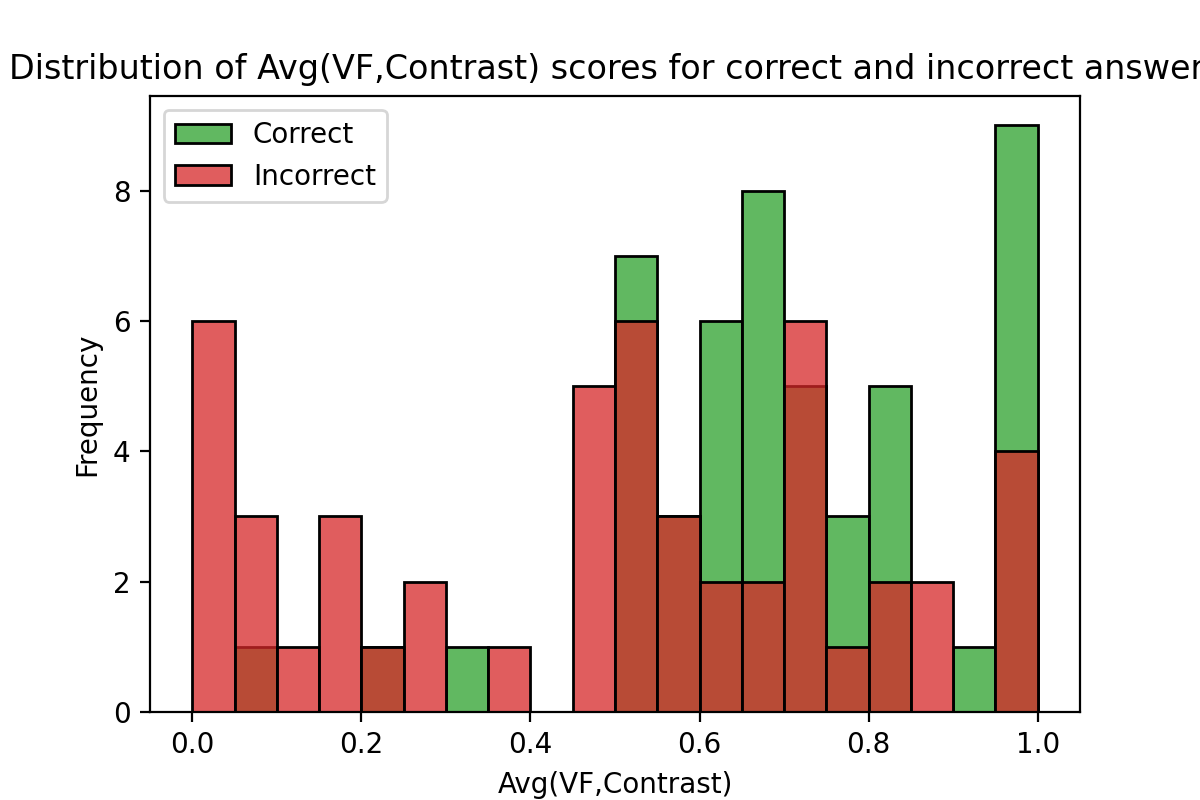 Distribution of Avg(VF,Contrast) scores for correct and incorrect answer
Correct
Incorrect
8
6
4
2
0
Frequency
0.0 0.2 0.4 0.6 0.8 1.0
Avg(VF,Contrast)